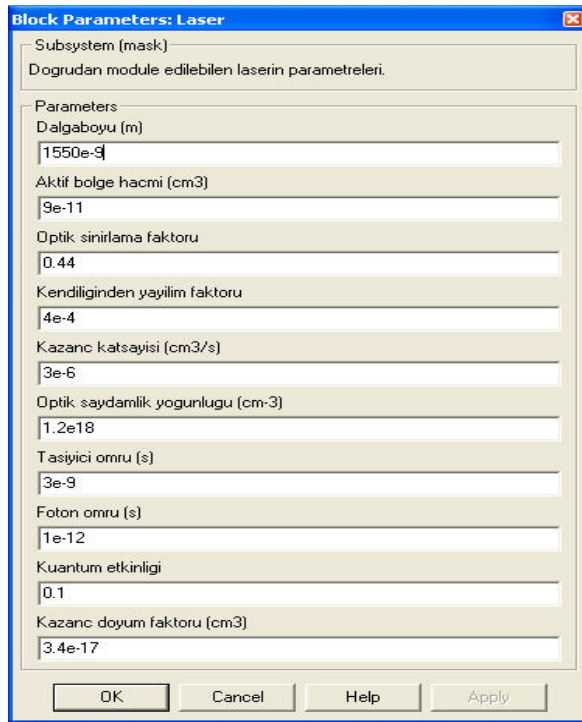 Block Parameters: Laser
Subsystem (mask)
Dogrudan module edilebilen laserin parametreleri.
Parameters
Dalgaboyu (m)
1550e-9
Aktif bolge hacmi (cm3)
9e-11
Optik sinirlama faktoru
0.44
Kendiliginden yayilim faktoru
4e-4
Kazanc katsayisi (cm3/s)
3e-6
Optik saydamlik yogunlugu (cm-3)
1.2e18
Tasiyici omru (s)
3e-9
Foton omru (s)
1e-12
Kuantum etkinligi
0.1
Kazanc doyum faktoru (cm3)
3.4e-17
OK Cancel Help Apply